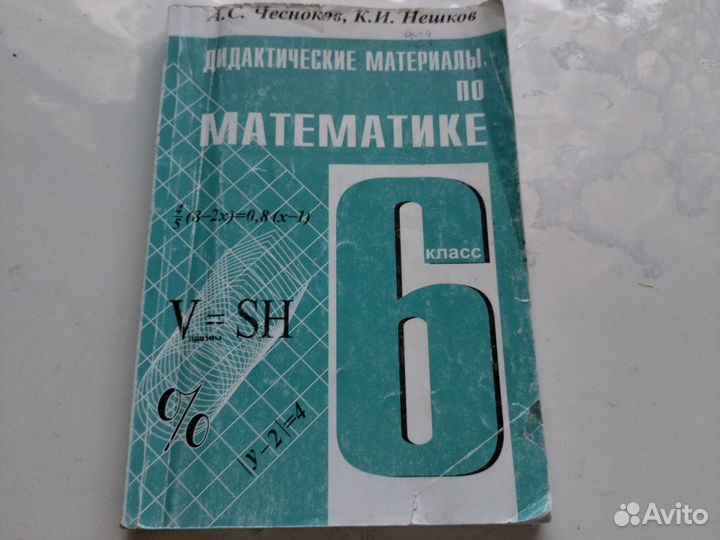 А.С. Чесноков, К.И. Нешков
ДИДАКТИЧЕСКИЕ МАТЕРИАЛЫ
ПО
МАТЕМАТИКЕ
6
класс
4/5(3–2x)=0,8(x–1)
V призмы = SH
%
|y–2|=4
Avito